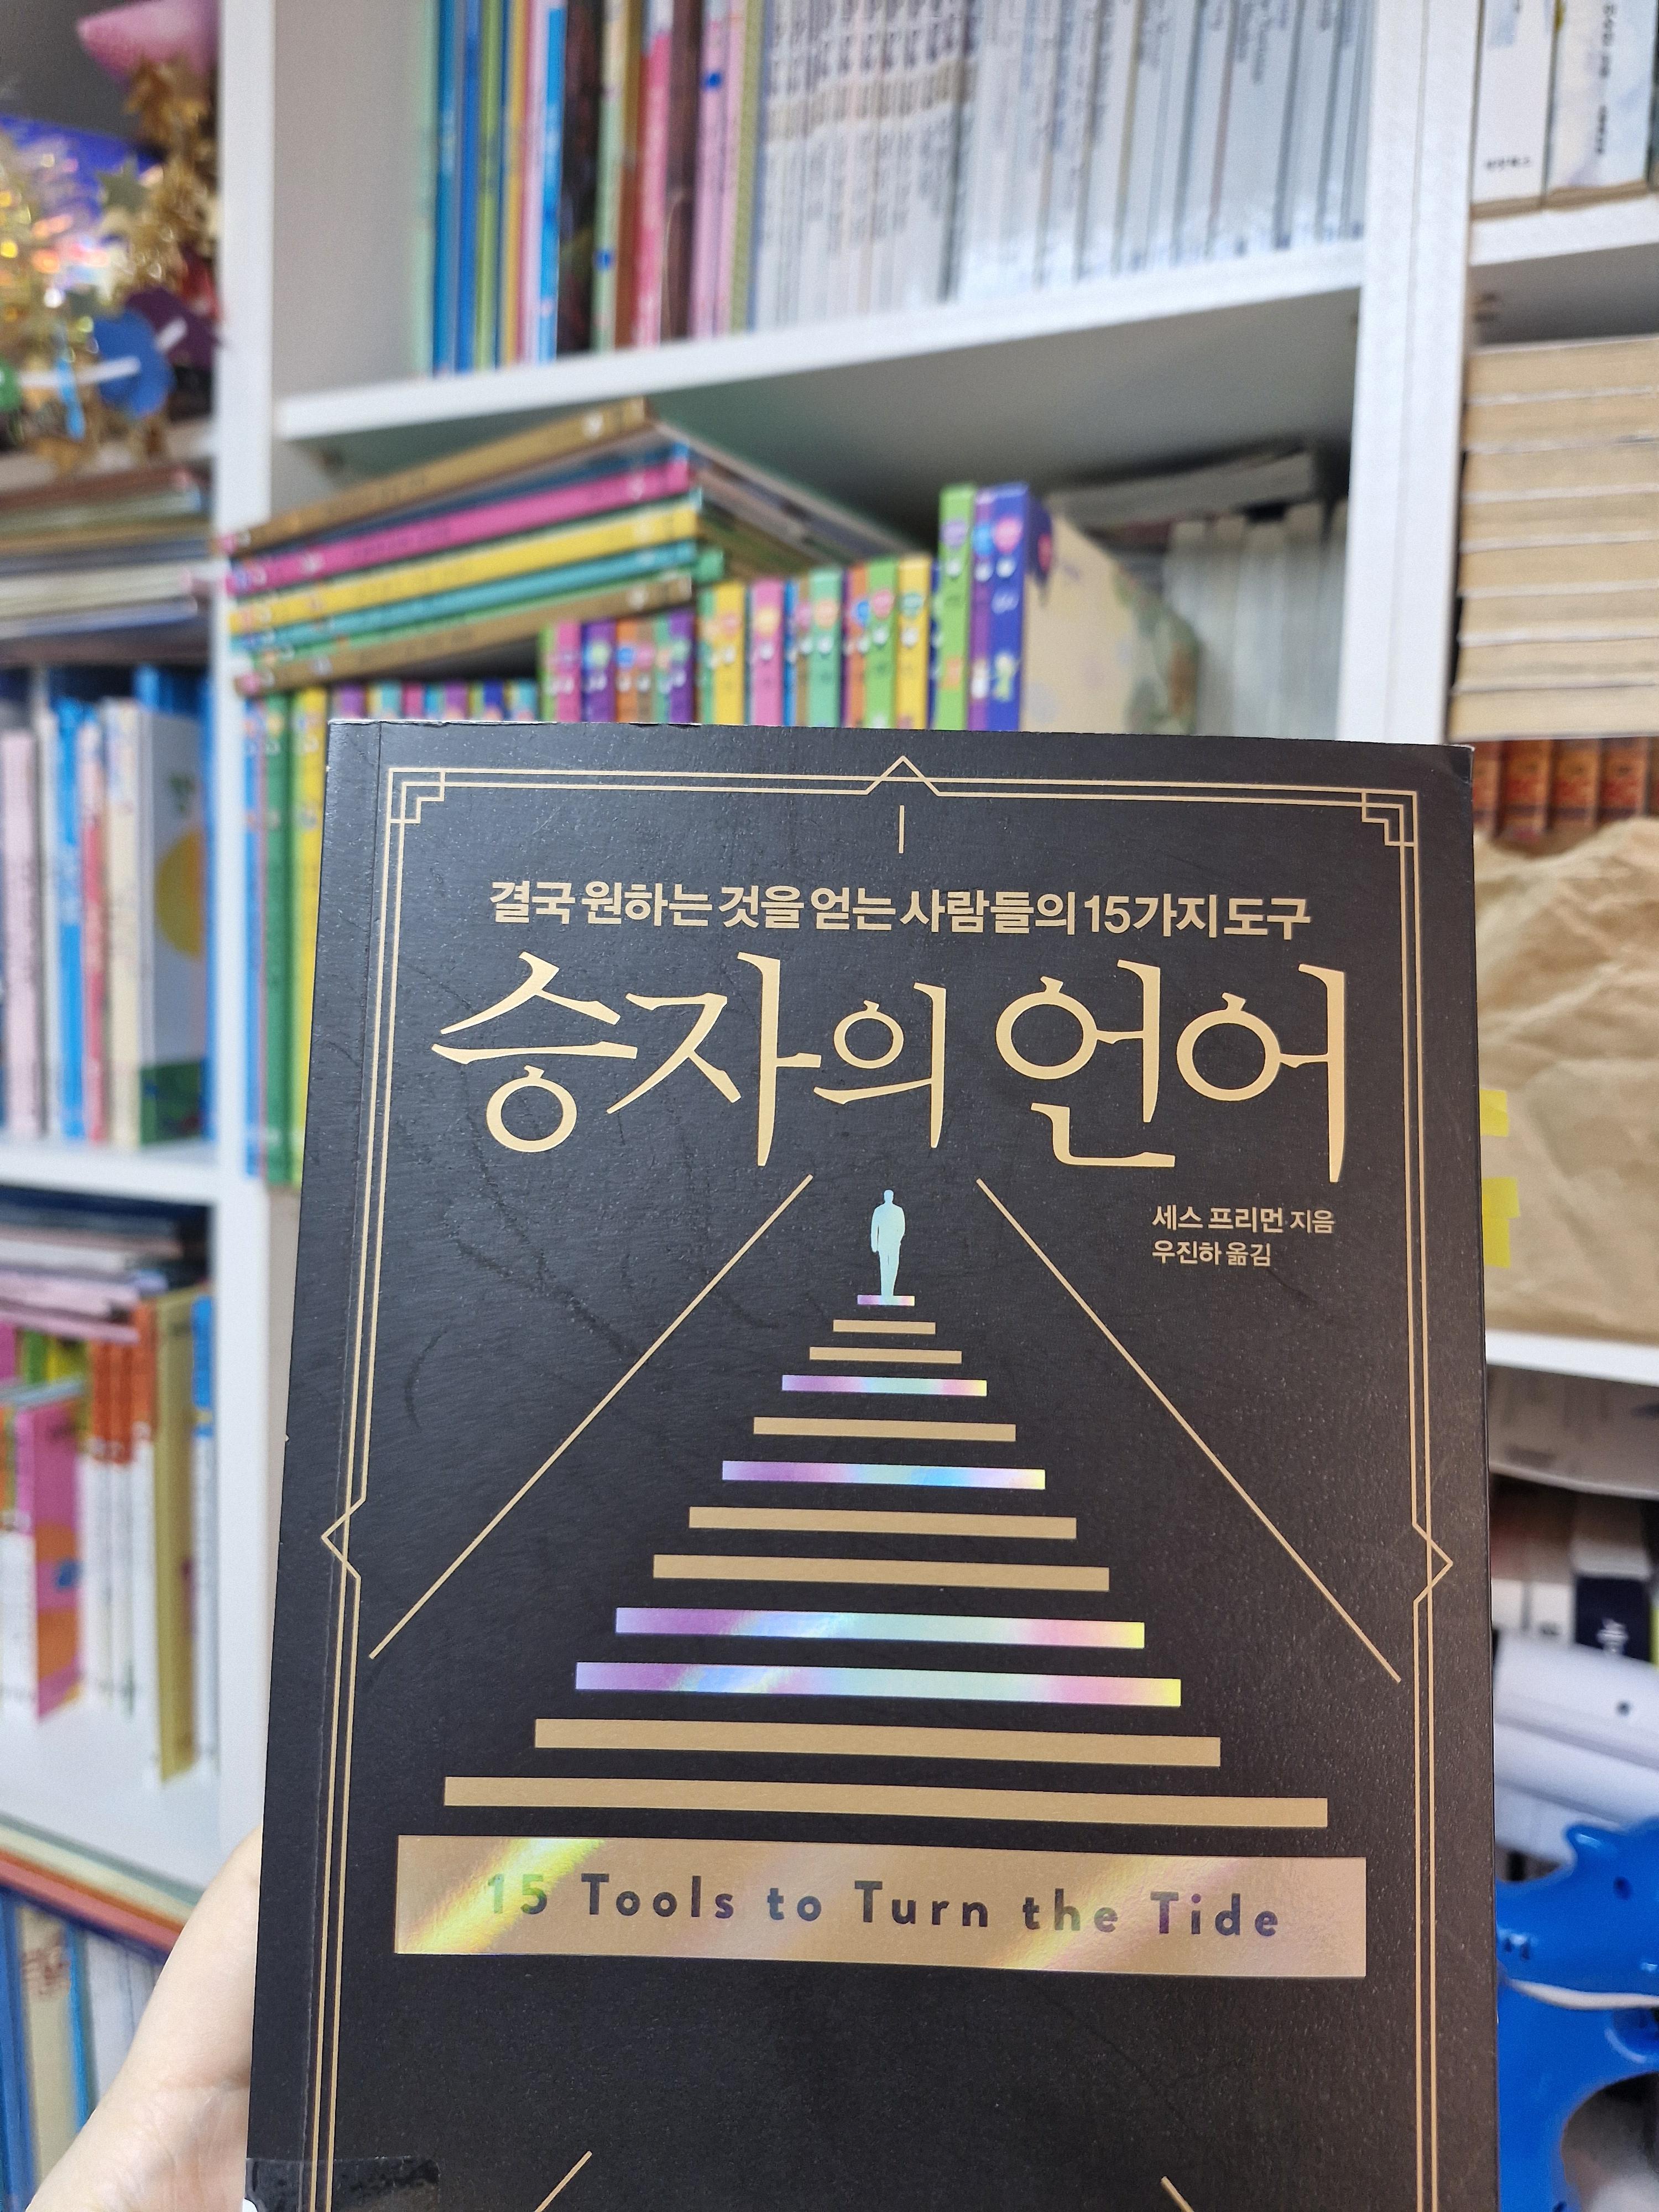 결국 원하는 것을 얻는 사람들의 15가지 도구
승자의 언어
세스 프리먼 지음
우진하 옮김
15 Tools to Turn the Tide